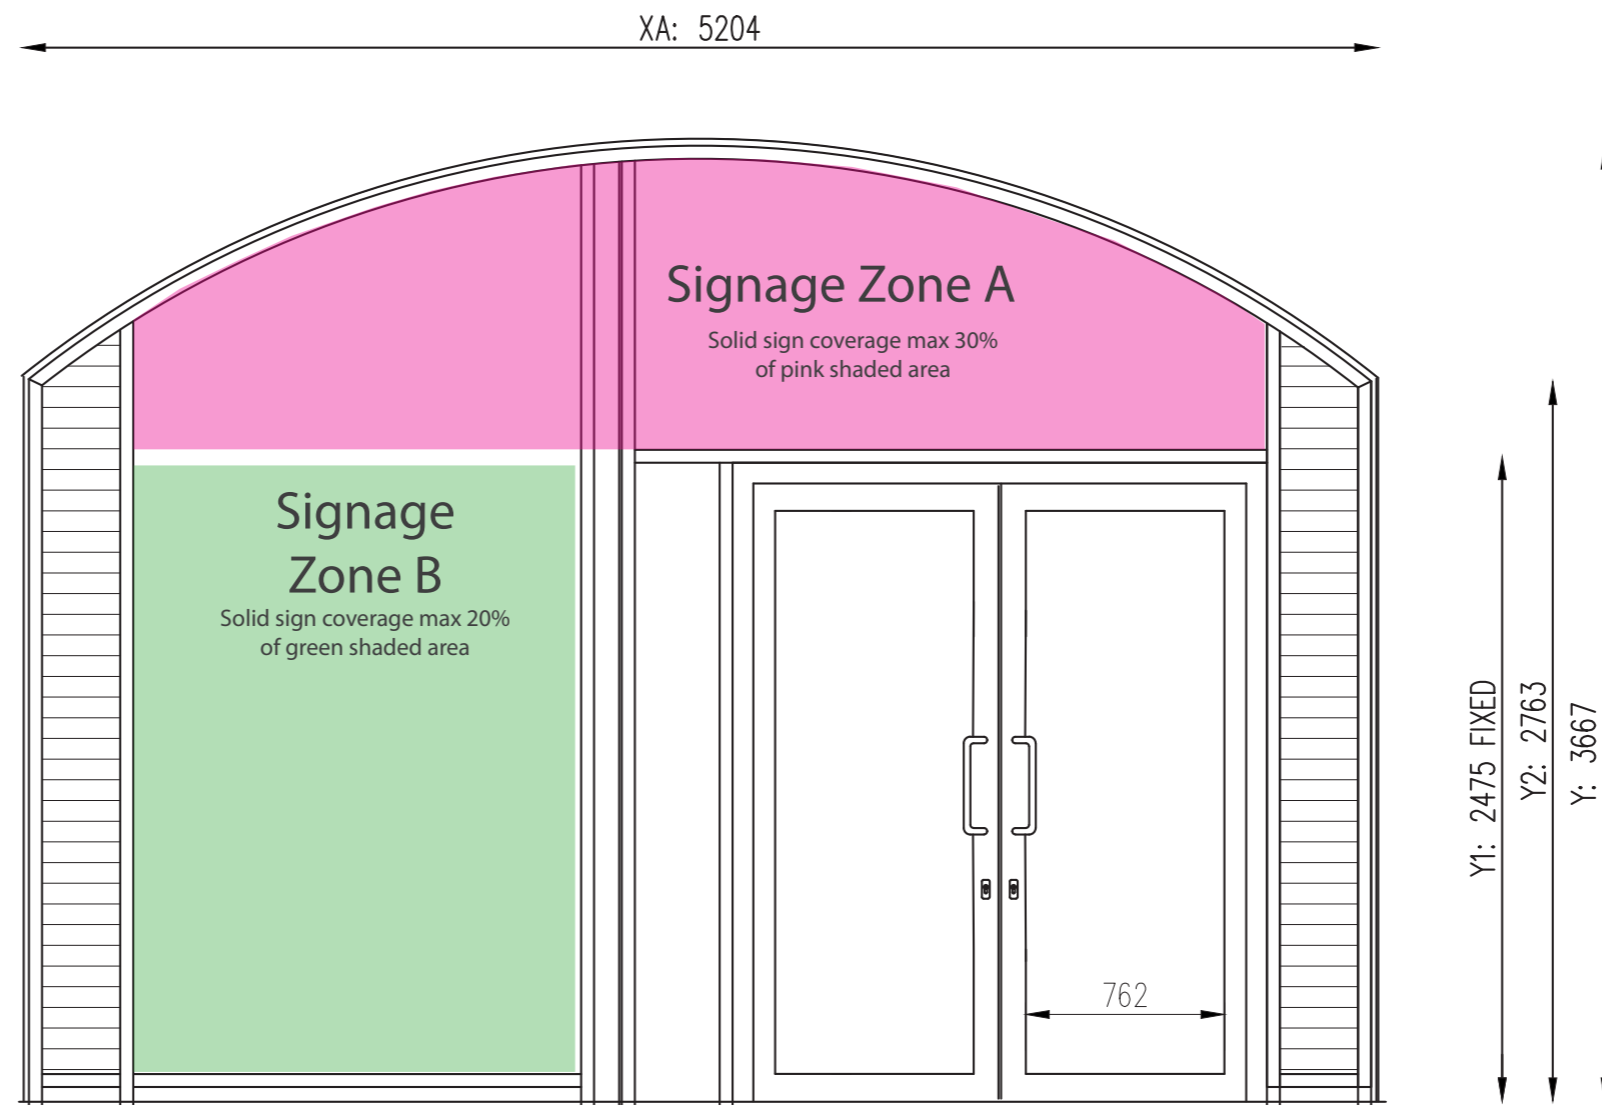 XA: 5204
Signage Zone A
Solid sign coverage max 30%
of pink shaded area
Signage
Zone B
Solid sign coverage max 20%
of green shaded area
762
Y1: 2475 FIXED
Y2: 2763
Y: 3667